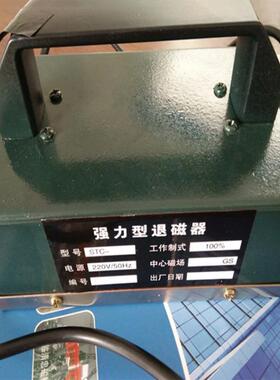 强力型退磁器
型号 STC- 工作制式 100%
电源 220V/50Hz 中心磁场 GS
编号 出厂日期